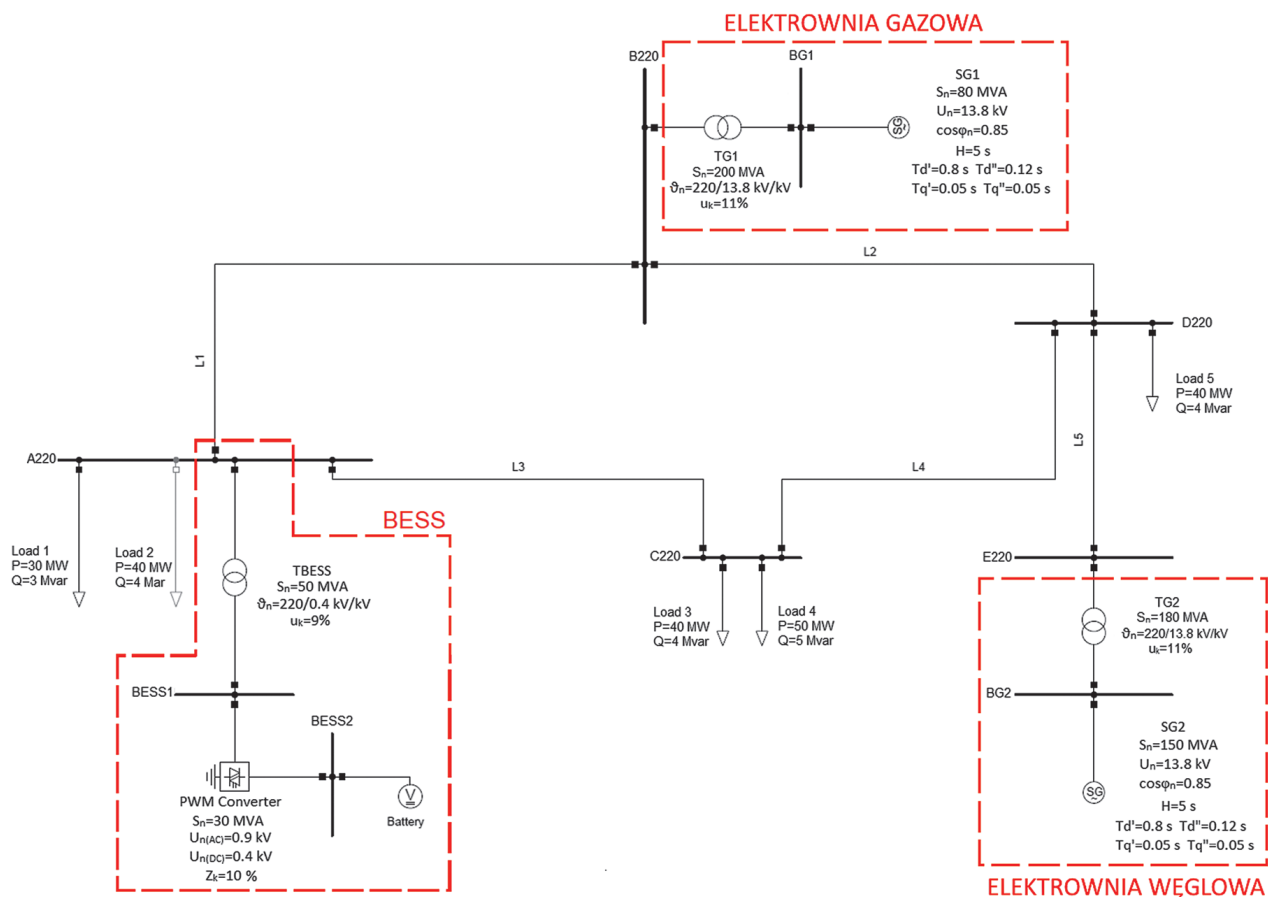 ELEKTROWNIA GAZOWA
B220
BG1
SG1
Sn=80 MVA
Un=13.8 kV
cosφn=0.85
H=5 s
Td'=0.8 s Td"=0.12 s
Tq'=0.05 s Tq"=0.05 s
SG
~
TG1
Sn=200 MVA
ϑn=220/13.8 kV/kV
uk=11%
L2
D220
L1
Load 5
P=40 MW
Q=4 Mvar
L5
A220
L3
L4
BESS
Load 1
P=30 MW
Q=3 Mvar
Load 2
P=40 MW
Q=4 Mar
TBESS
Sn=50 MVA
ϑn=220/0.4 kV/kV
uk=9%
C220
E220
Load 3
P=40 MW
Q=4 Mvar
Load 4
P=50 MW
Q=5 Mvar
TG2
Sn=180 MVA
ϑn=220/13.8 kV/kV
uk=11%
BESS1
BG2
BESS2
SG2
Sn=150 MVA
Un=13.8 kV
cosφn=0.85
H=5 s
Td'=0.8 s Td"=0.12 s
Tq'=0.05 s Tq"=0.05 s
SG
~
V
Battery
PWM Converter
Sn=30 MVA
Un(AC)=0.9 kV
Un(DC)=0.4 kV
Zk=10 %
ELEKTROWNIA WĘGLOWA